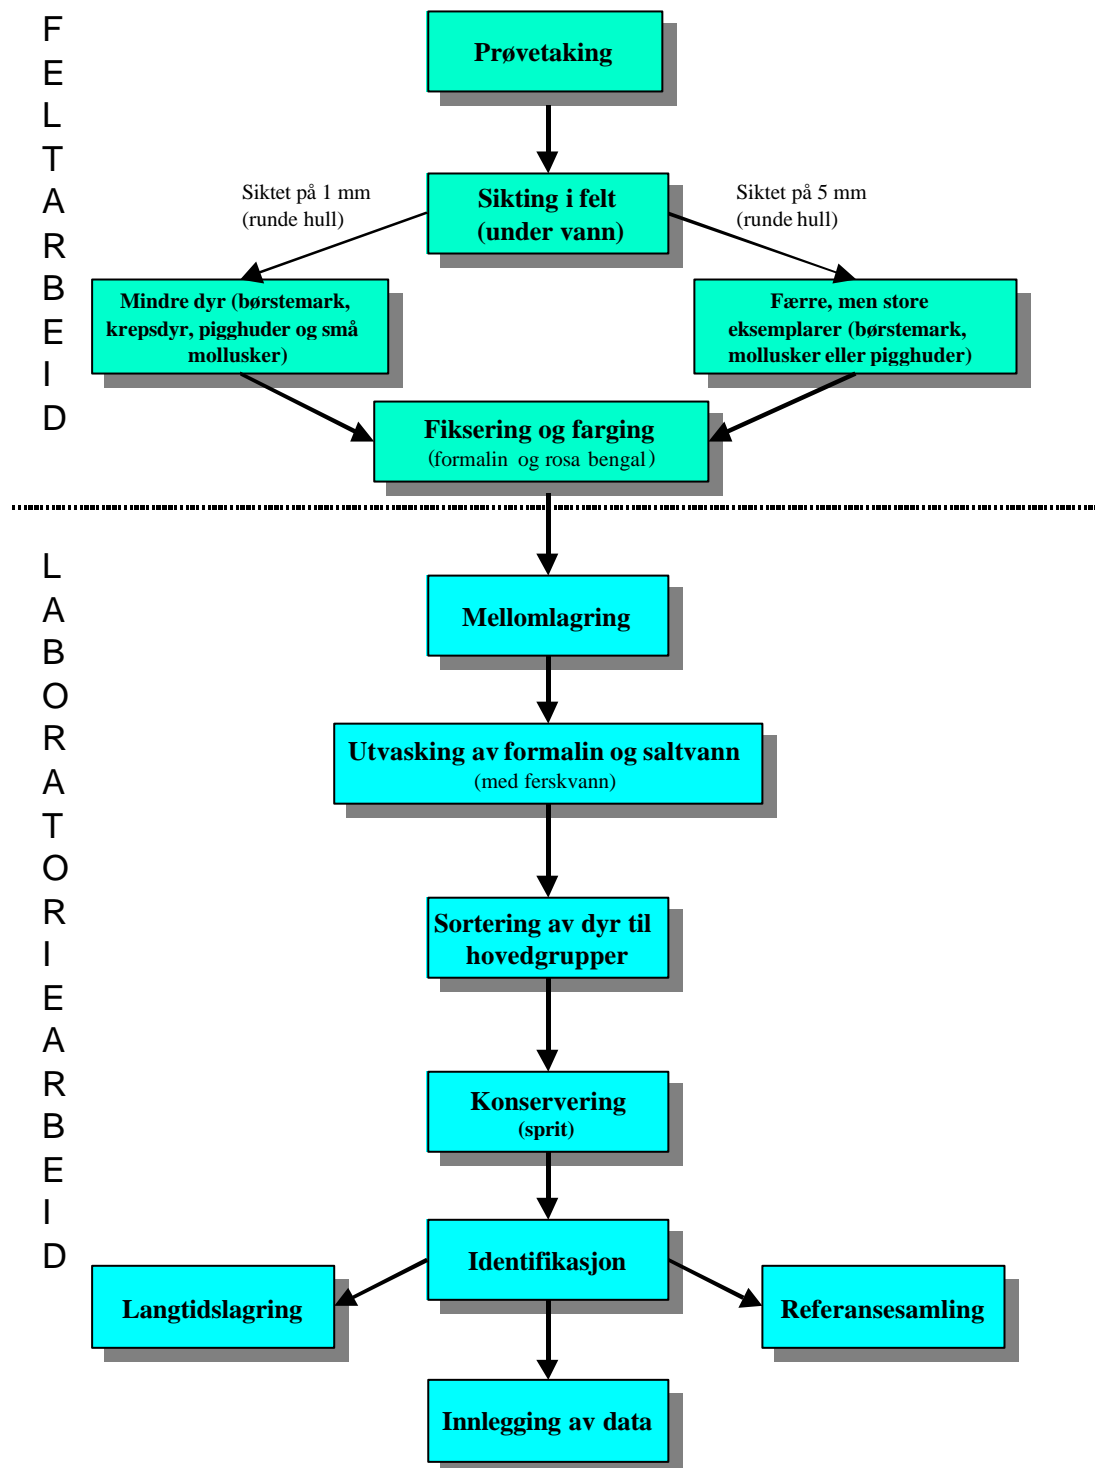 FELTARBEID
Prøvetaking
Siktet på 1 mm
(runde hull)
Sikting i felt
(under vann)
Siktet på 5 mm
(runde hull)
Mindre dyr (børstemark,
krepsdyr, pigghuder og små
mollusker)
Færre, men store
eksemplarer (børstemark,
mollusker eller pigghuder)
Fiksering og farging
(formalin og rosa bengal)
LABORATORIEARBEID
Mellomlagring
Utvasking av formalin og saltvann
(med ferskvann)
Sortering av dyr til
hovedgrupper
Konservering
(sprit)
Identifikasjon
Langtidslagring
Referansesamling
Innlegging av data